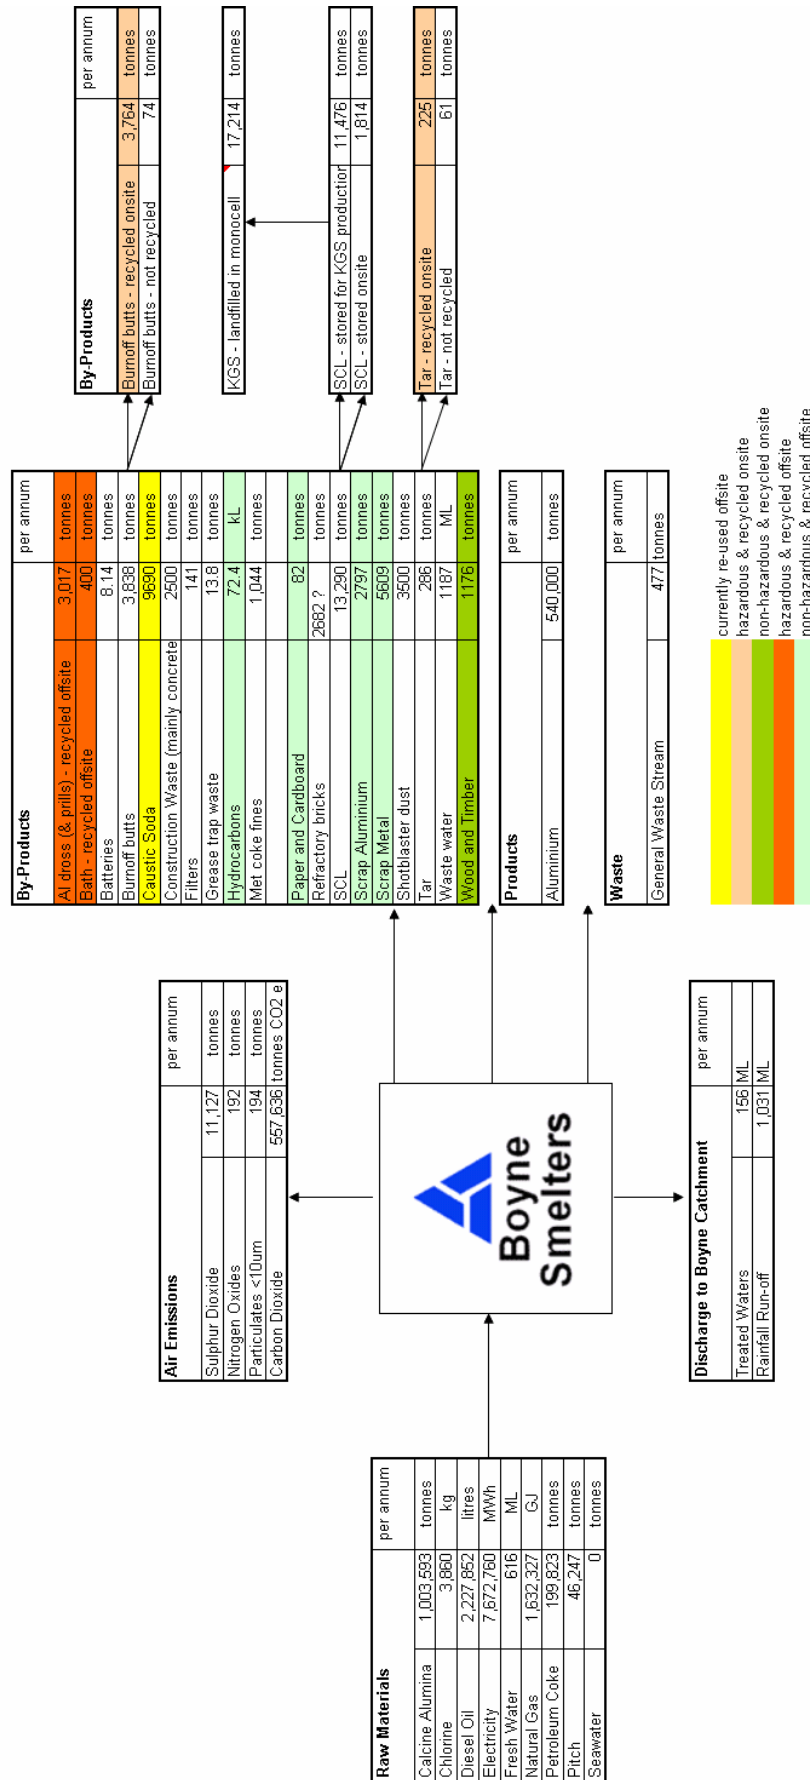 Raw Materials per annum
Calcine Alumina 1,003,593 tonnes
Chlorine 3,860 kg
Diesel Oil 2,227,852 litres
Electricity 7,672,760 MWh
Fresh Water 616 ML
Natural Gas 1,632,327 GJ
Petroleum Coke 199,823 tonnes
Pitch 46,247 tonnes
Seawater 0 tonnes
Air Emissions per annum
Sulphur Dioxide 11,127 tonnes
Nitrogen Oxides 192 tonnes
Particulates <10um 194 tonnes
Carbon Dioxide 557,636 tonnes CO2 e
Boyne
Smelters
Discharge to Boyne Catchment per annum
Treated Waters 156 ML
Rainfall Run-off 1,031 ML
By-Products per annum
Al dross (& prills) - recycled offsite 3,017 tonnes
Bath - recycled offsite 400 tonnes
Batteries 8.14 tonnes
Burnoff butts 3,838 tonnes
Caustic Soda 9690 tonnes
Construction Waste (mainly concrete 2500 tonnes
Filters 141 tonnes
Grease trap waste 13.8 tonnes
Hydrocarbons 72.4 kL
Met coke fines 1,044 tonnes
Paper and Cardboard 82 tonnes
Refractory bricks 2682 ? tonnes
SCL 13,290 tonnes
Scrap Aluminium 2797 tonnes
Scrap Metal 5609 tonnes
Shotblaster dust 3500 tonnes
Tar 286 tonnes
Waste water 1187 ML
Wood and Timber 1176 tonnes
Products per annum
Aluminium 540,000 tonnes
Waste per annum
General Waste Stream 477 tonnes
currently re-used offsite
hazardous & recycled onsite
non-hazardous & recycled onsite
hazardous & recycled offsite
non-hazardous & recycled offsite
By-Products per annum
Burnoff butts - recycled onsite 3,764 tonnes
Burnoff butts - not recycled 74 tonnes
KGS - landfilled in monocell 17,214 tonnes
SCL - stored for KGS production 11,476 tonnes
SCL - stored onsite 1,814 tonnes
Tar - recycled onsite 225 tonnes
Tar - not recycled 61 tonnes